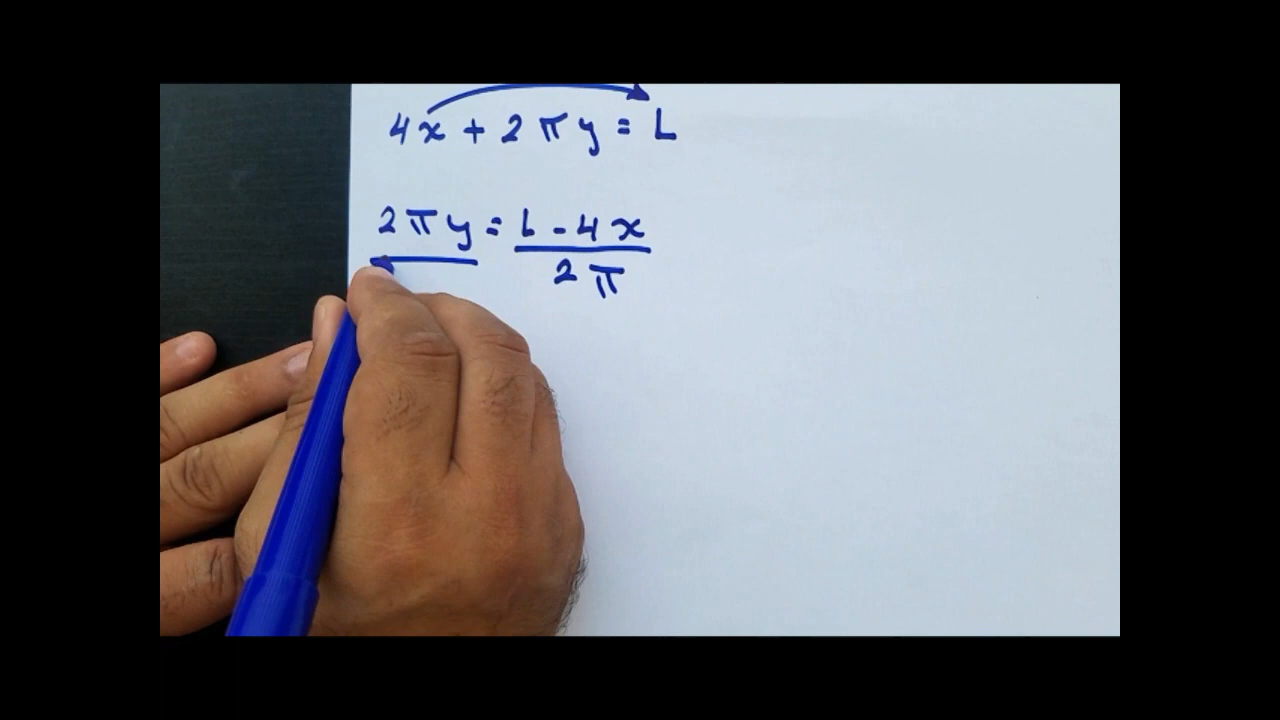 4x + 2πy = L
2πy = L - 4x
2π